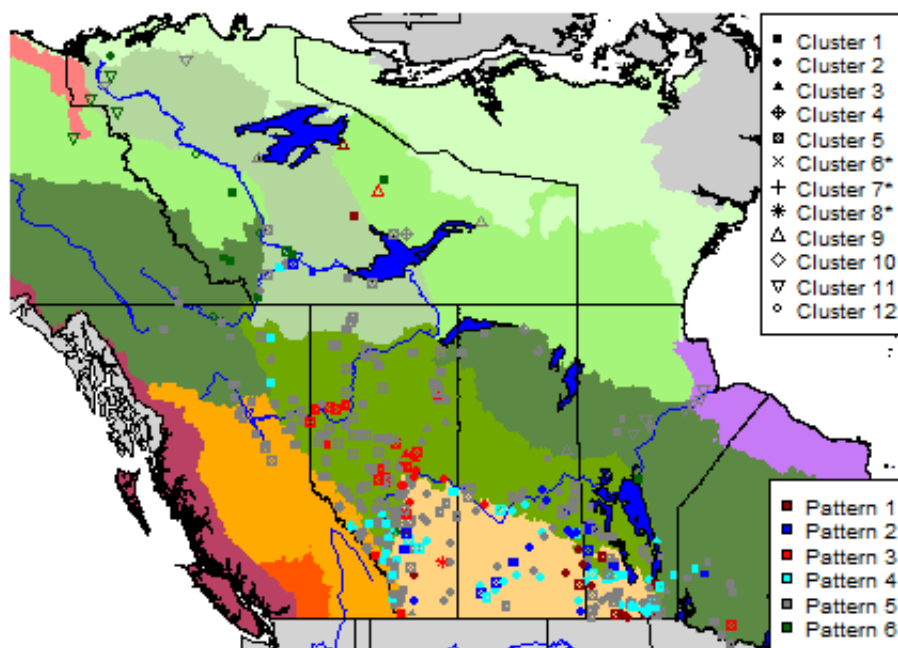 Cluster 1
Cluster 2
Cluster 3
Cluster 4
Cluster 5
Cluster 6*
Cluster 7*
Cluster 8*
Cluster 9
Cluster 10
Cluster 11
Cluster 12
Pattern 1
Pattern 2
Pattern 3
Pattern 4
Pattern 5
Pattern 6